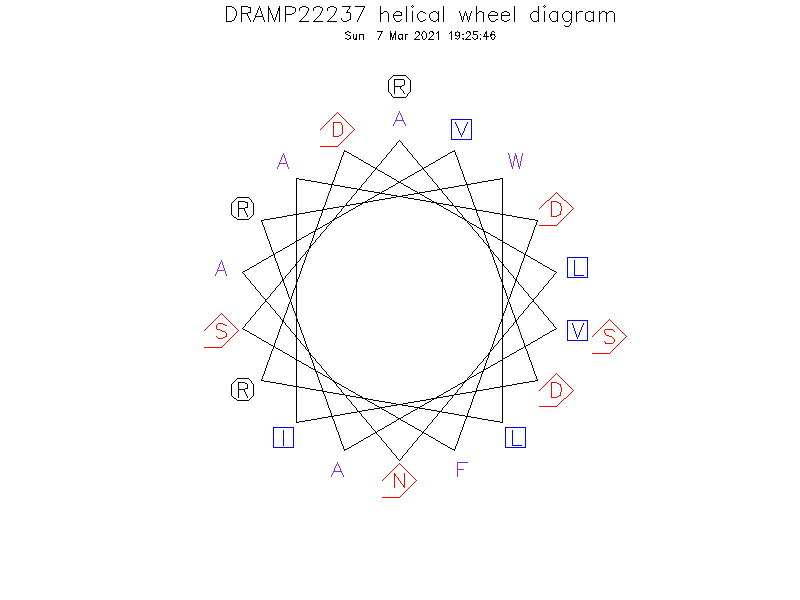 DRAMP22237 helical wheel diagram
Sun 7 Mar 2021 19:25:46
R
D A V
A W
R D
A L
S V S
R D
I L
A N F